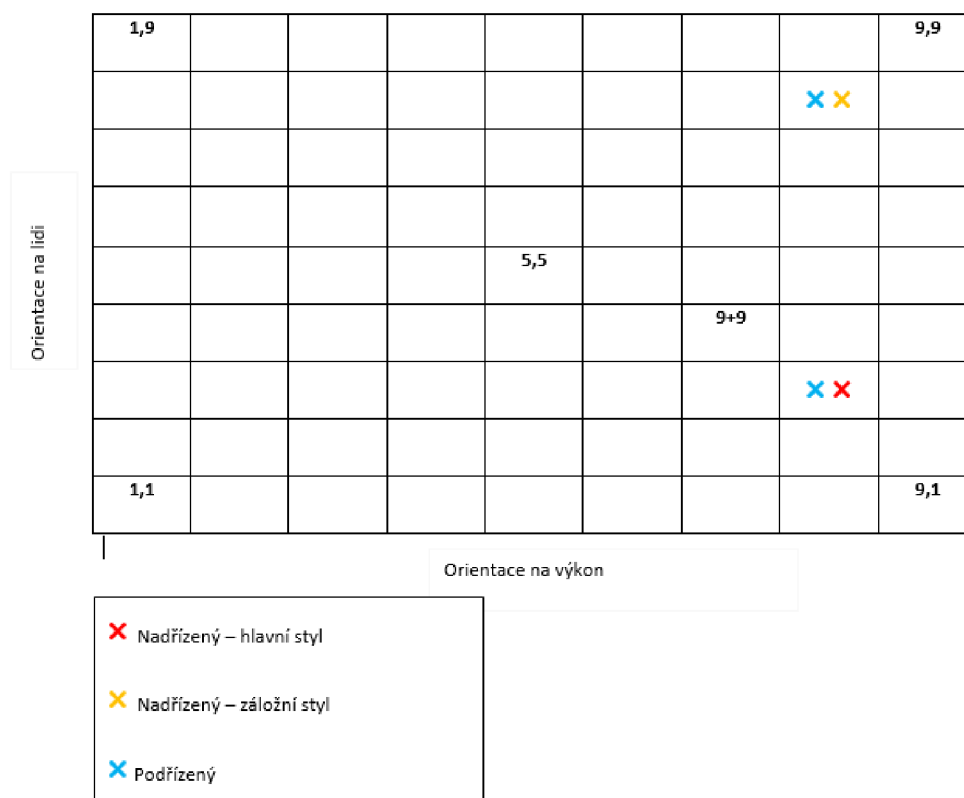 1,9 9,9
Orientace na lidi
5,5
9+9
1,1 9,1
Orientace na výkon
Nadřízený – hlavní styl
Nadřízený – záložní styl
Podřízený